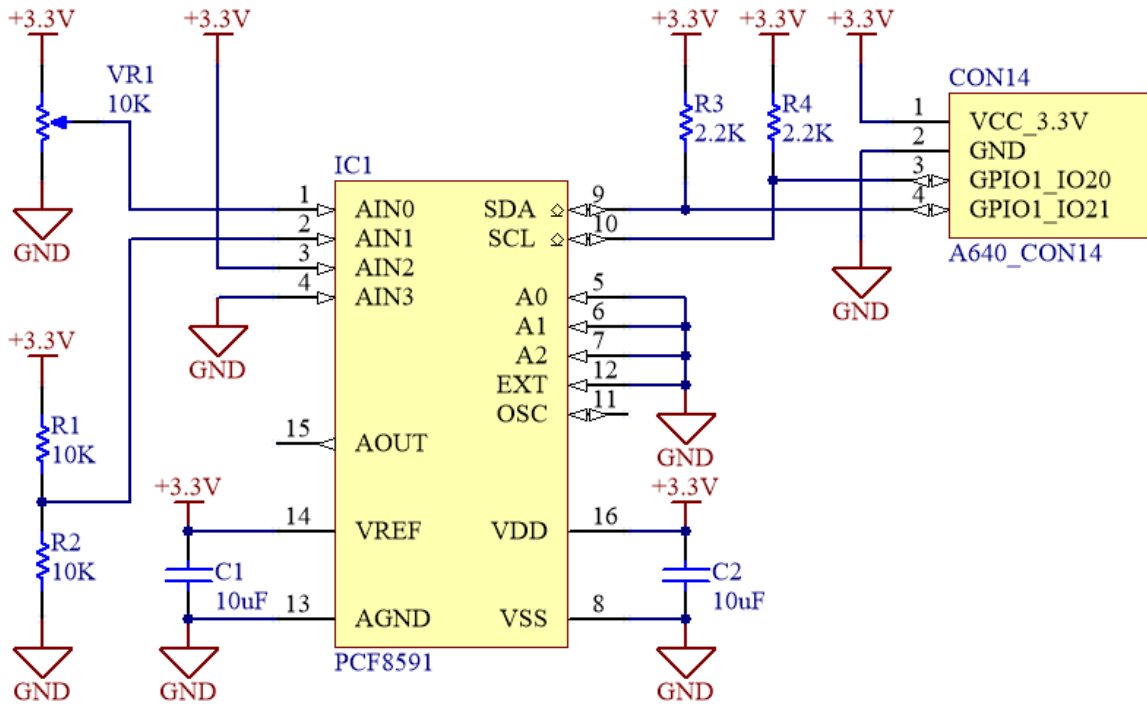 +3.3V
+3.3V
+3.3V
+3.3V
+3.3V
VR1
10K
CON14
R3
2.2K
R4
2.2K
1
VCC_3.3V
2
GND
3
GPIO1_IO20
4
GPIO1_IO21
A640_CON14
GND
IC1
1
AIN0
2
AIN1
3
AIN2
4
AIN3
SDA
9
SCL
10
A0
5
A1
6
A2
7
EXT
12
OSC
11
GND
GND
GND
+3.3V
R1
10K
R2
10K
GND
15
AOUT
+3.3V
14
VREF
C1
10uF
13
AGND
GND
+3.3V
VDD
16
C2
10uF
VSS
8
GND
PCF8591